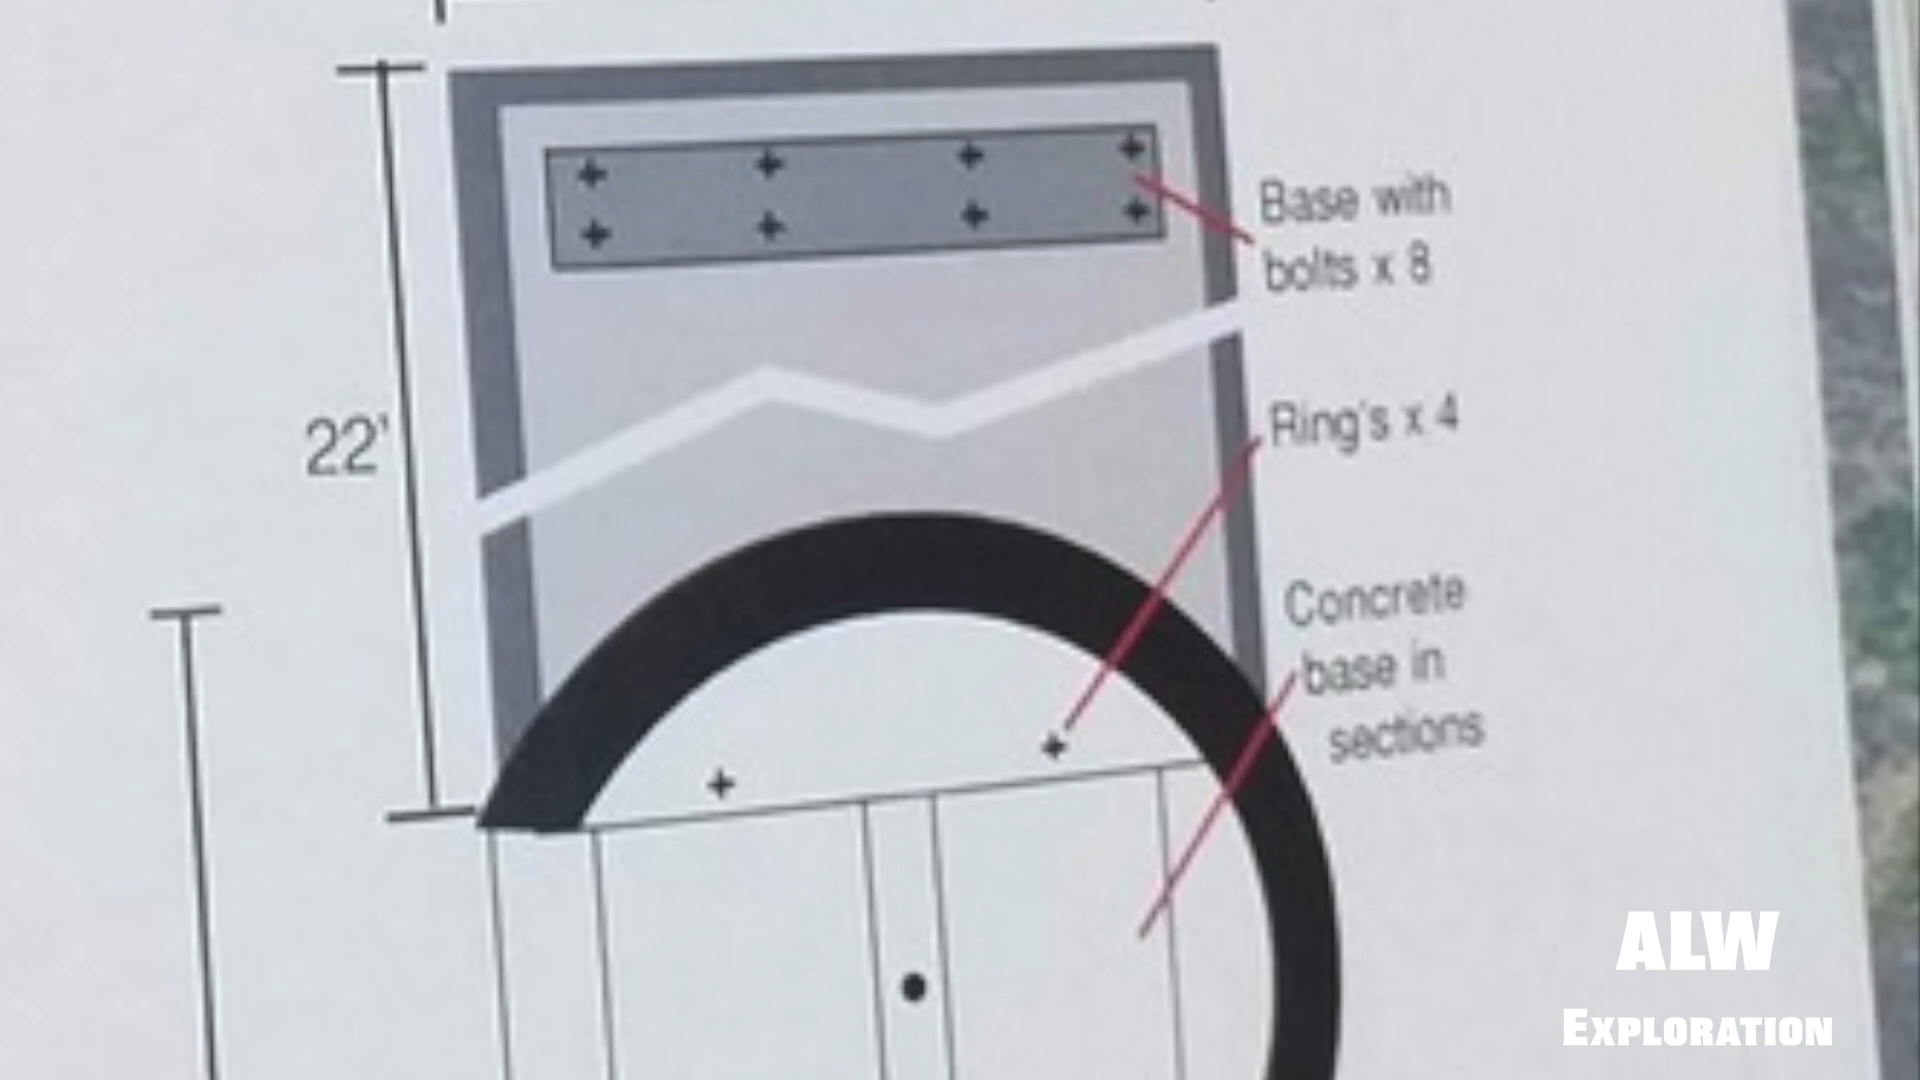 Base with
bolts x 8
22'
Ring's x 4
Concrete
base in
sections
ALW
EXPLORATION